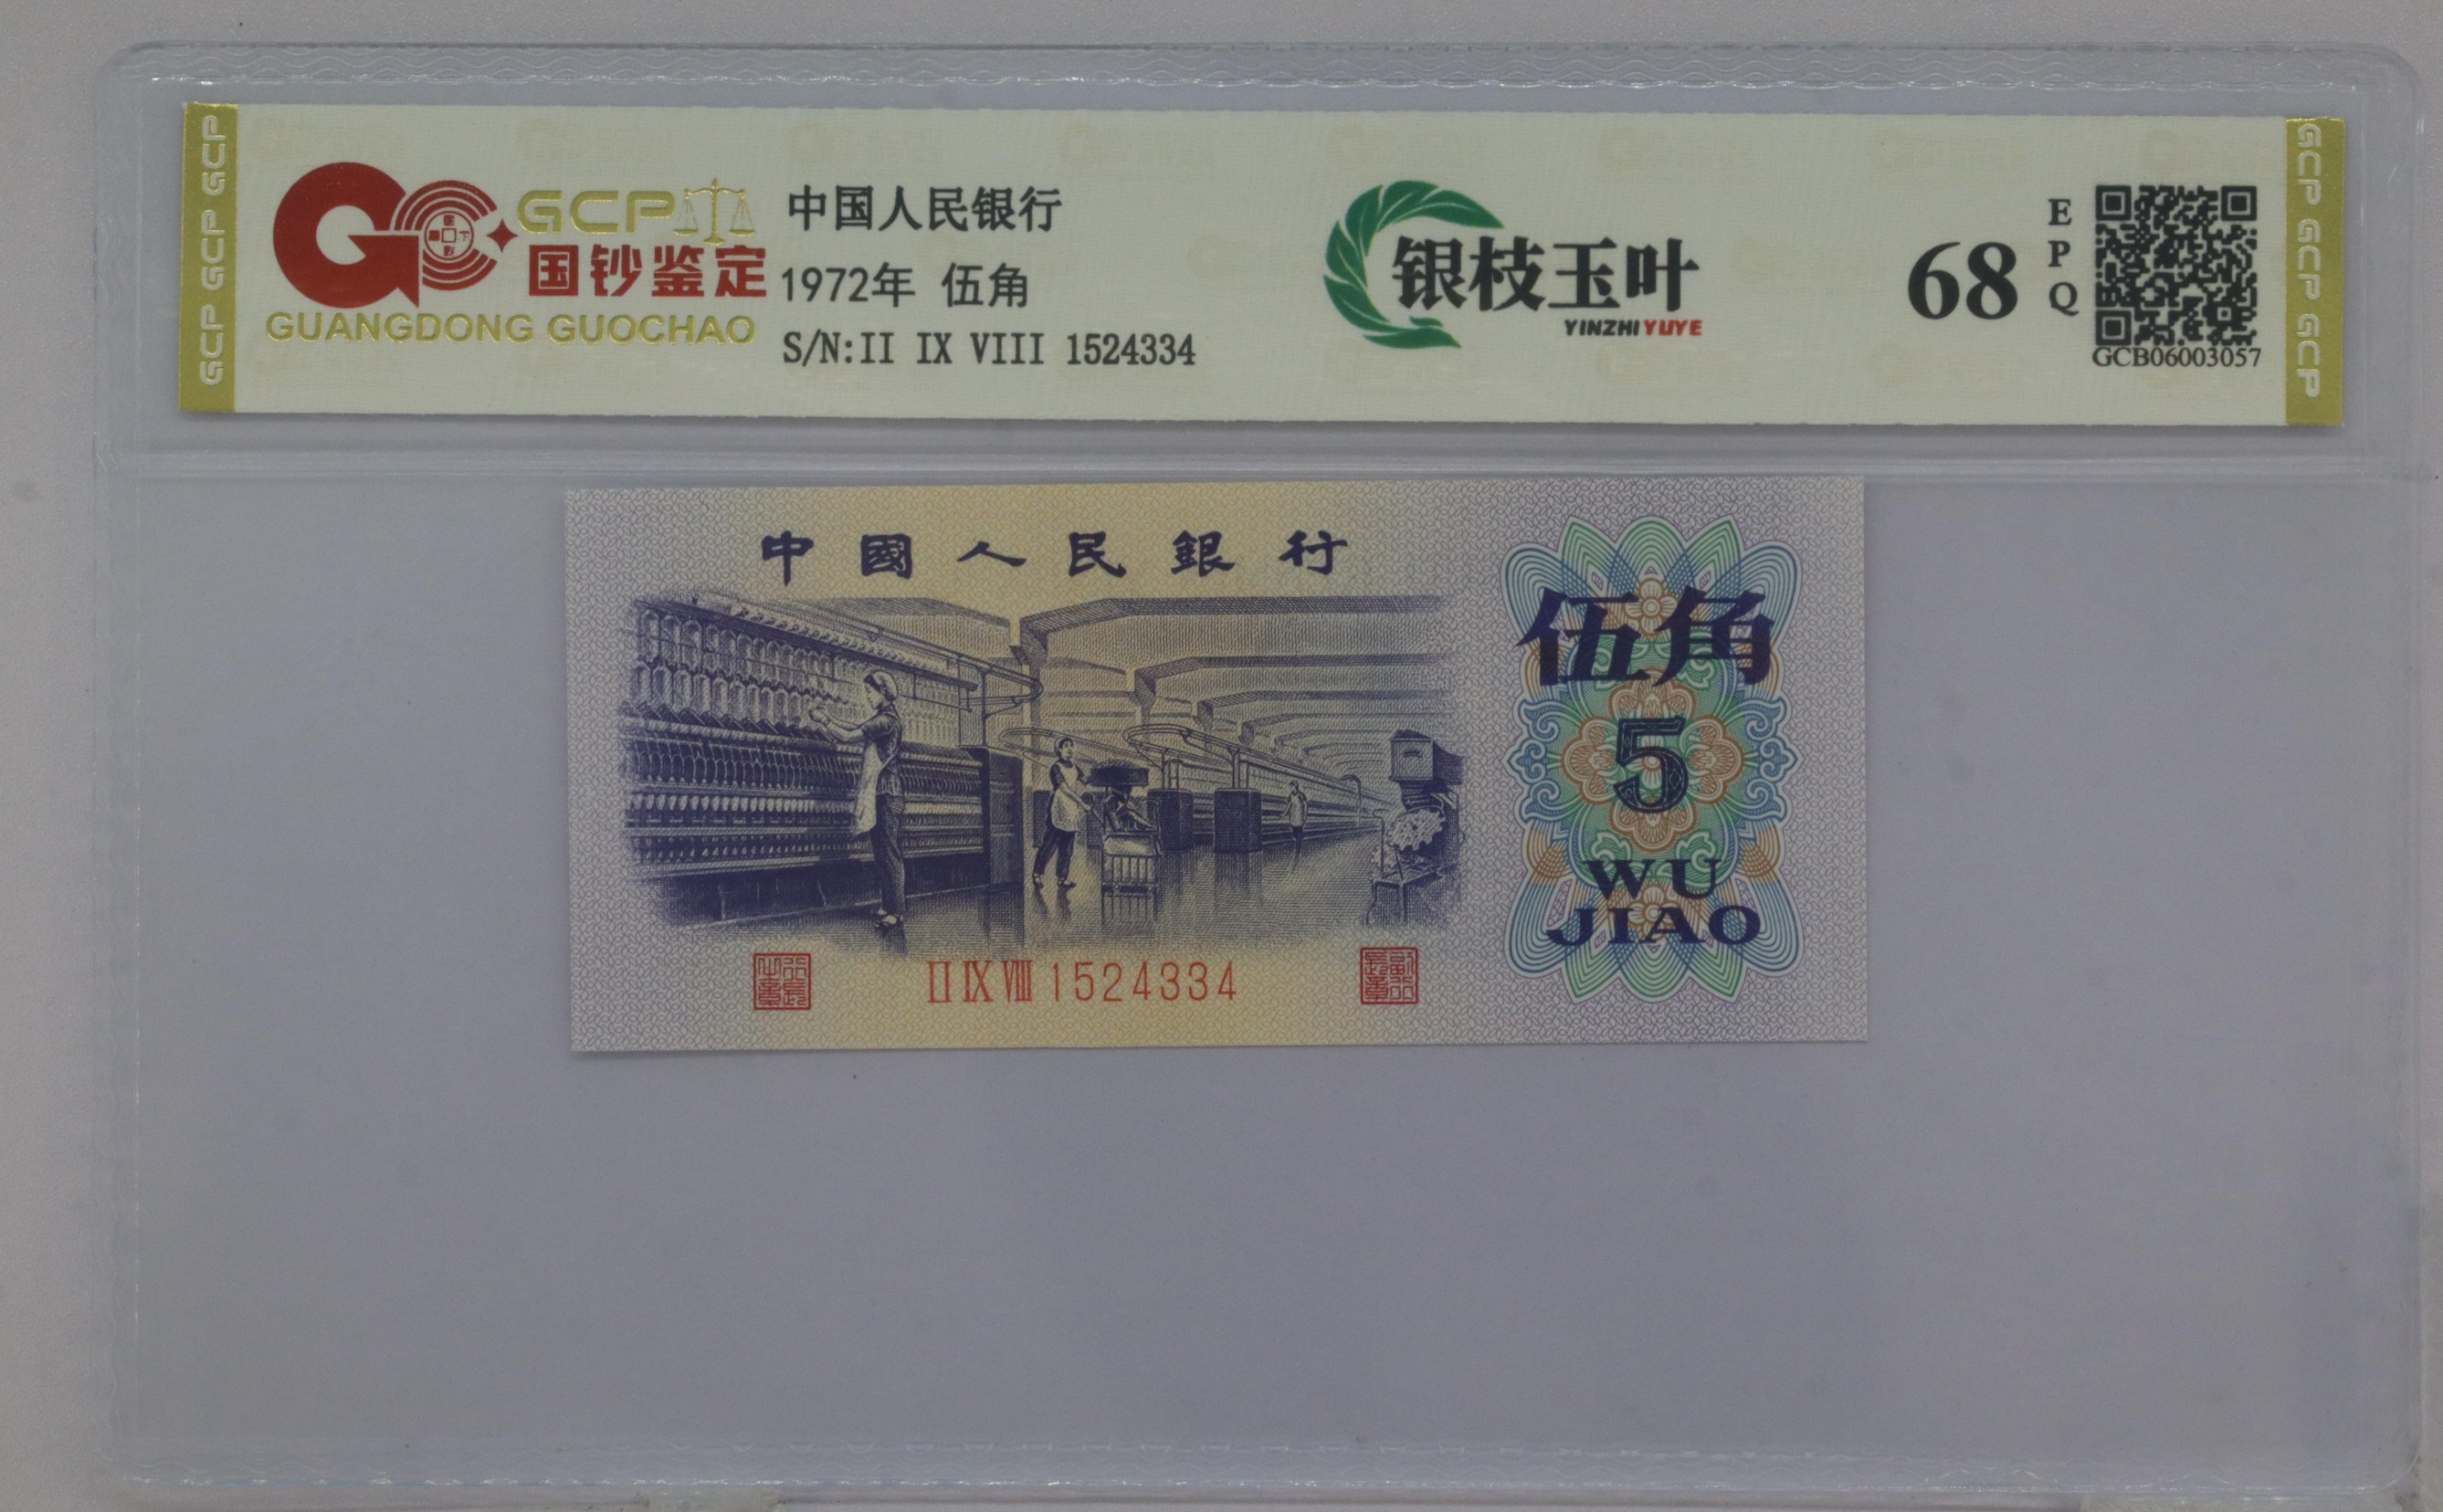 GCP GCP GCP
GCP
国钞鉴定
GUANGDONG GUOCHAO
中国人民银行
1972年 伍角
S/N:II IX VIII 1524334
银枝玉叶
YINZHI YUYE
68
EPQ
GCB06003057
GCP GCP GCP
中國人民銀行
伍角
5
WU
JIAO
II IX VIII 1524334